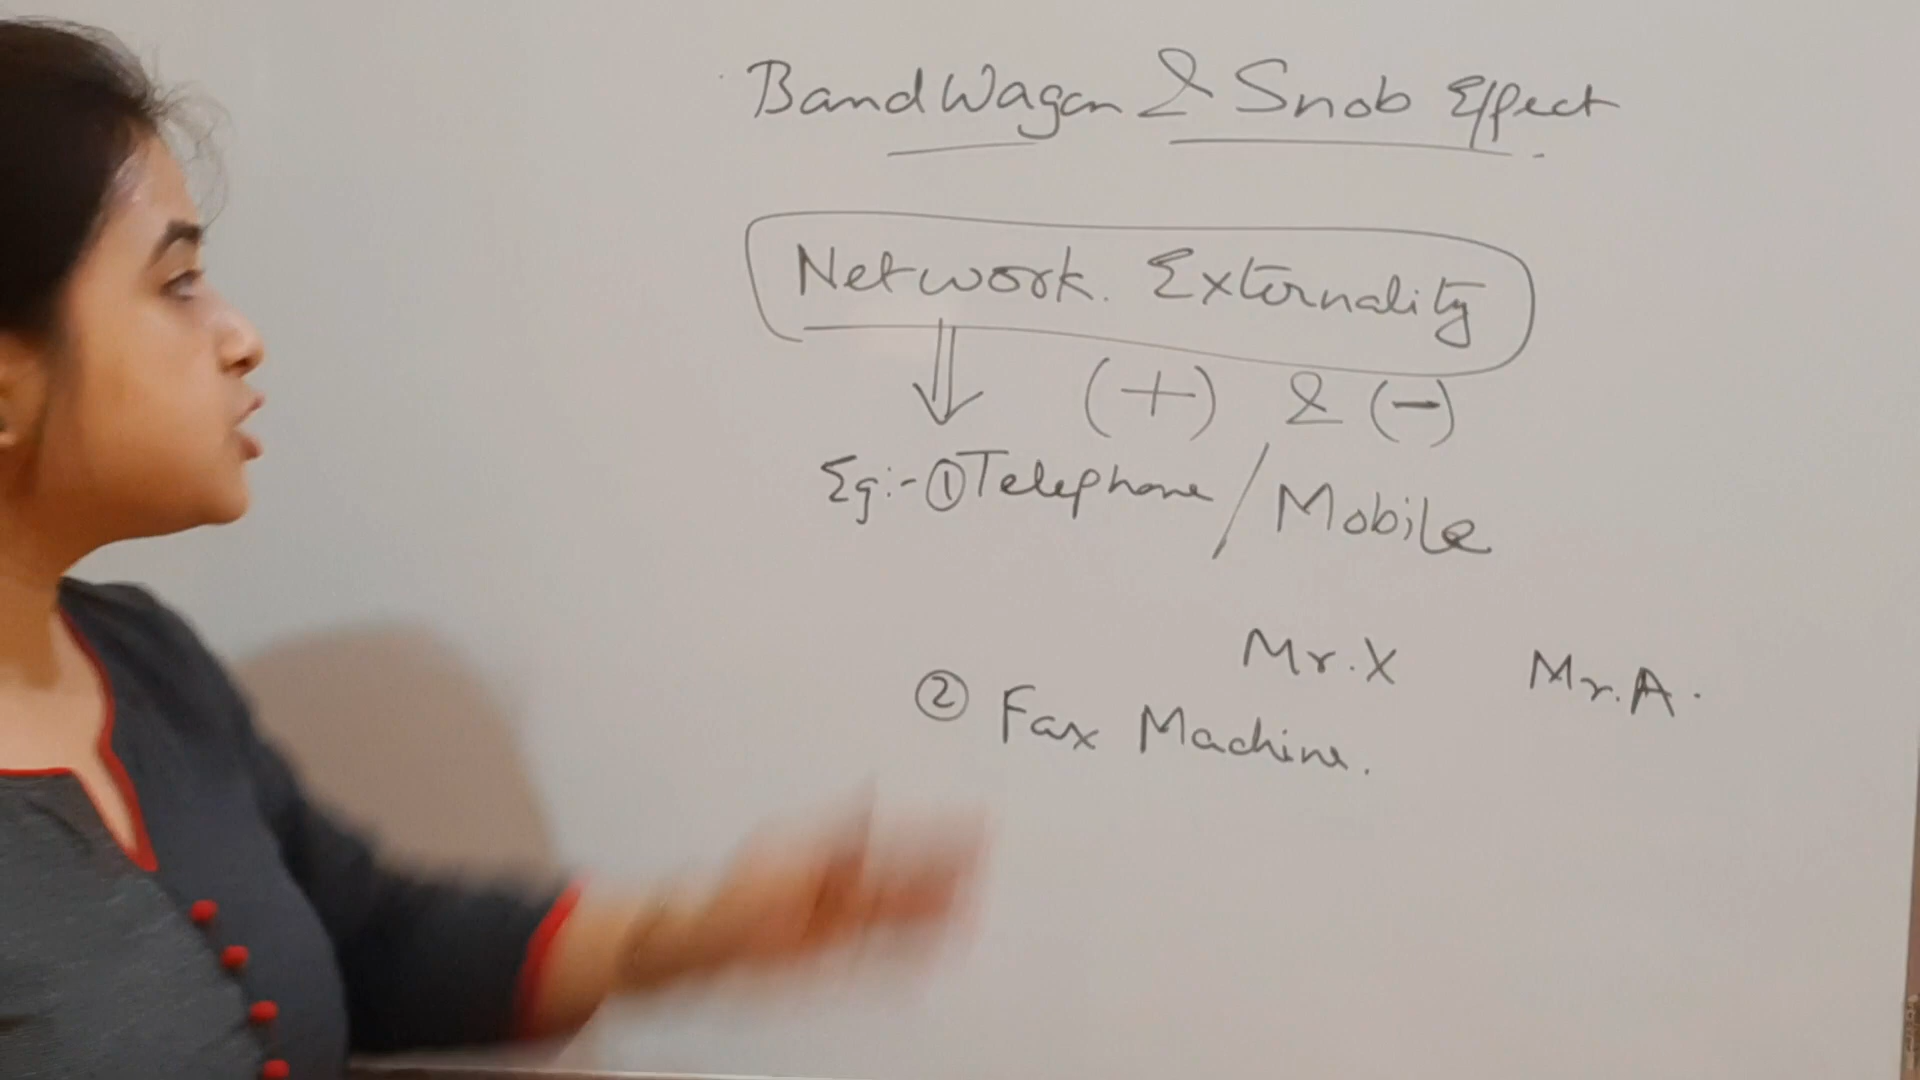 BandWagon & Snob Effect
Network Externality
(+) & (-)
Eg:- ① Telephone / Mobile
Mr. X Mr. A.
② Fax Machine.